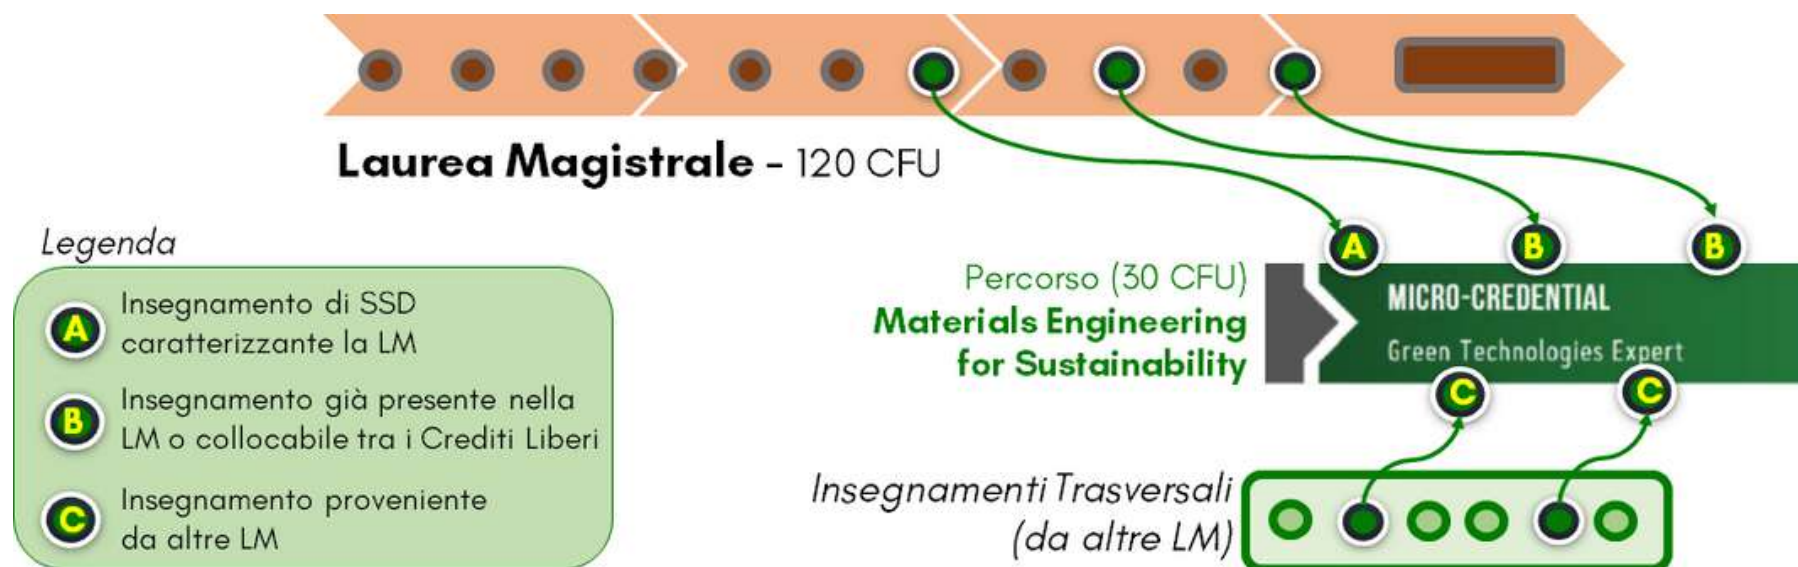 Laurea Magistrale - 120 CFU
Legenda
A
Insegnamento di SSD
caratterizzante la LM
B
Insegnamento già presente nella
LM o collocabile tra i Crediti Liberi
C
Insegnamento proveniente
da altre LM
A
B
B
Percorso (30 CFU)
Materials Engineering
for Sustainability
MICRO-CREDENTIAL
Green Technologies Expert
C
C
Insegnamenti Trasversali
(da altre LM)